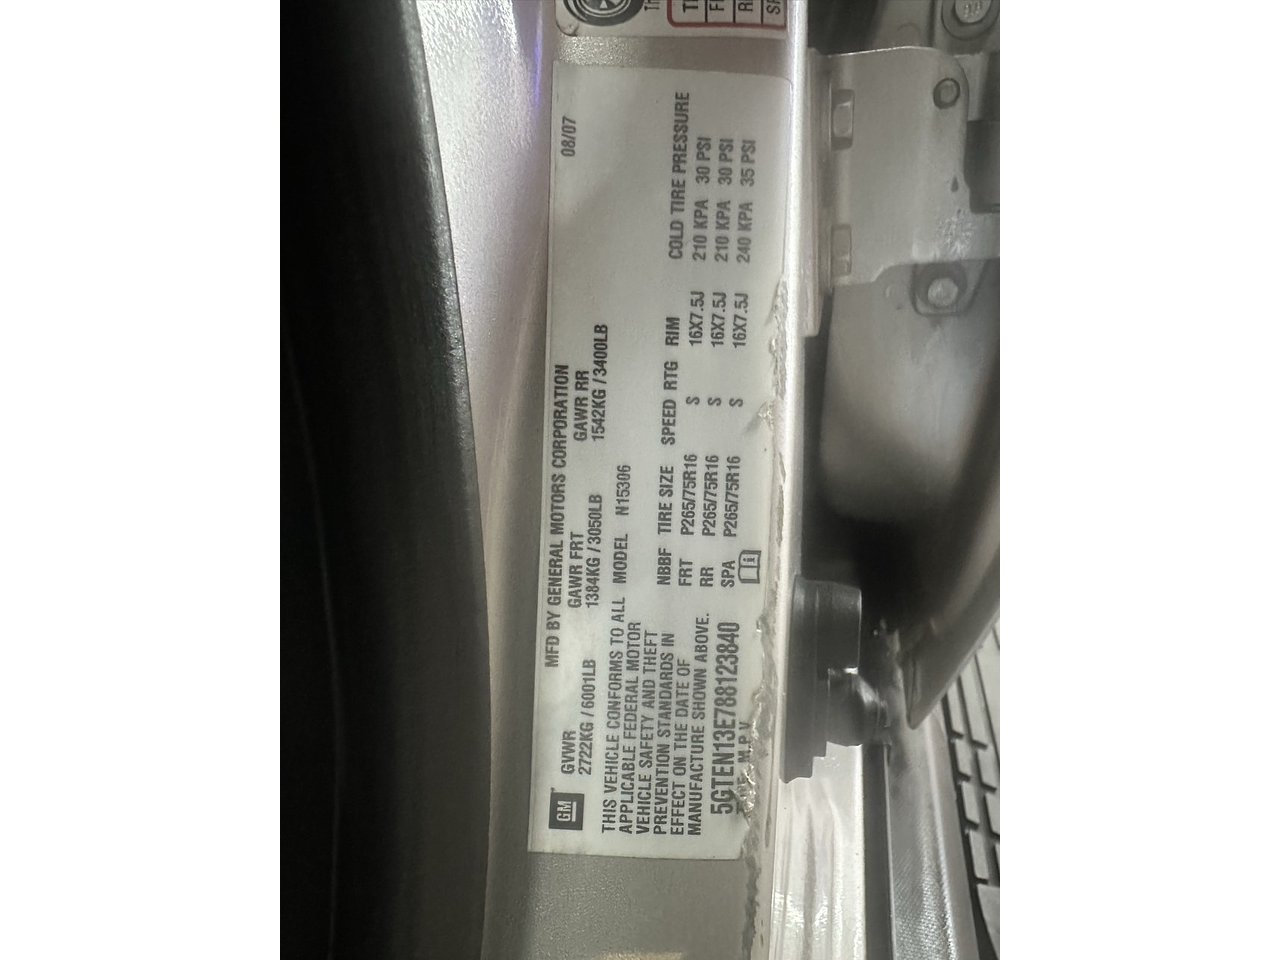 GM
MFD BY GENERAL MOTORS CORPORATION
08/07
GVWR GAWR FRT GAWR RR
2722KG / 6001LB 1384KG / 3050LB 1542KG / 3400LB
THIS VEHICLE CONFORMS TO ALL
APPLICABLE FEDERAL MOTOR
VEHICLE SAFETY AND THEFT
PREVENTION STANDARDS IN
EFFECT ON THE DATE OF
MANUFACTURE SHOWN ABOVE.
MODEL N15306
NBBF TIRE SIZE SPEED RTG RIM COLD TIRE PRESSURE
FRT P265/75R16 S 16X7.5J 210 KPA 30 PSI
RR P265/75R16 S 16X7.5J 210 KPA 30 PSI
SPA P265/75R16 S 16X7.5J 240 KPA 35 PSI
5GTEN13E788123840
M.P.V.